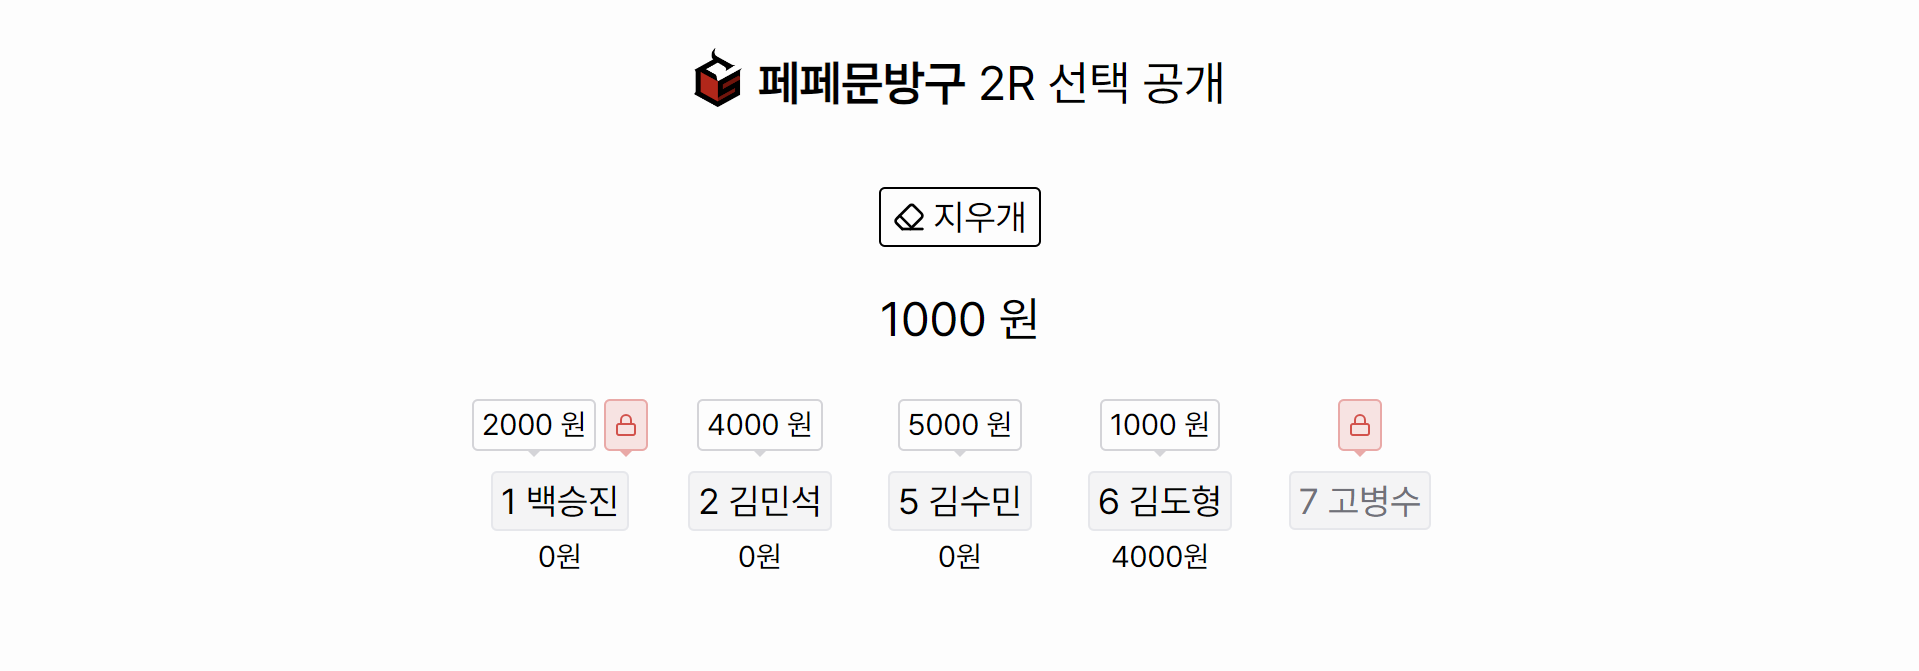 페페문방구 2R 선택 공개
지우개
1000 원
2000 원 4000 원 5000 원 1000 원
1 백승진 2 김민석 5 김수민 6 김도형 7 고병수
0원 0원 0원 4000원